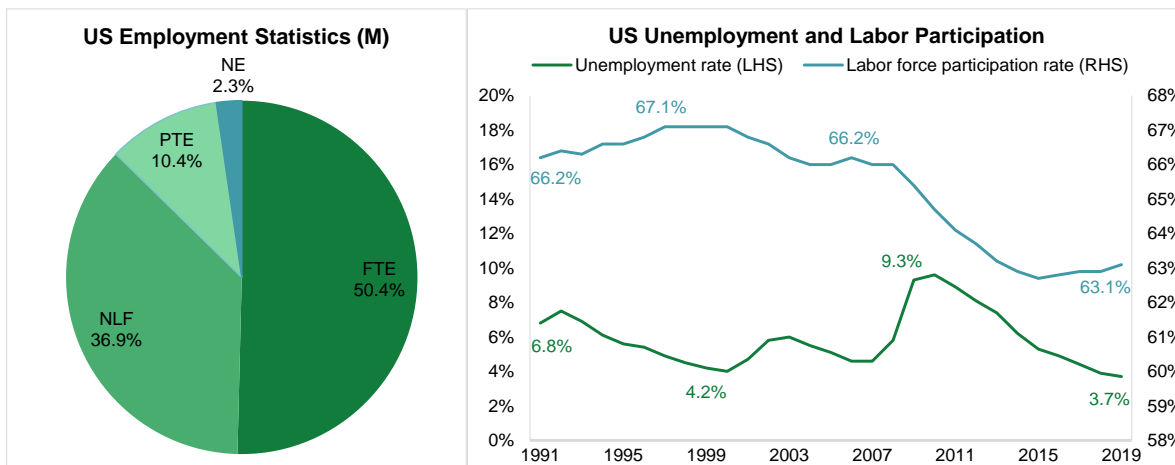 US Employment Statistics (M)
NE
2.3%
PTE
10.4%
FTE
50.4%
NLF
36.9%
US Unemployment and Labor Participation
Unemployment rate (LHS) Labor force participation rate (RHS)
20% 68%
18% 67%
16% 66%
14% 65%
12% 64%
10% 63%
8% 62%
6% 61%
4% 60%
2% 59%
0% 58%
67.1%
66.2%
66.2%
9.3%
63.1%
6.8%
4.2%
3.7%
1991 1995 1999 2003 2007 2011 2015 2019